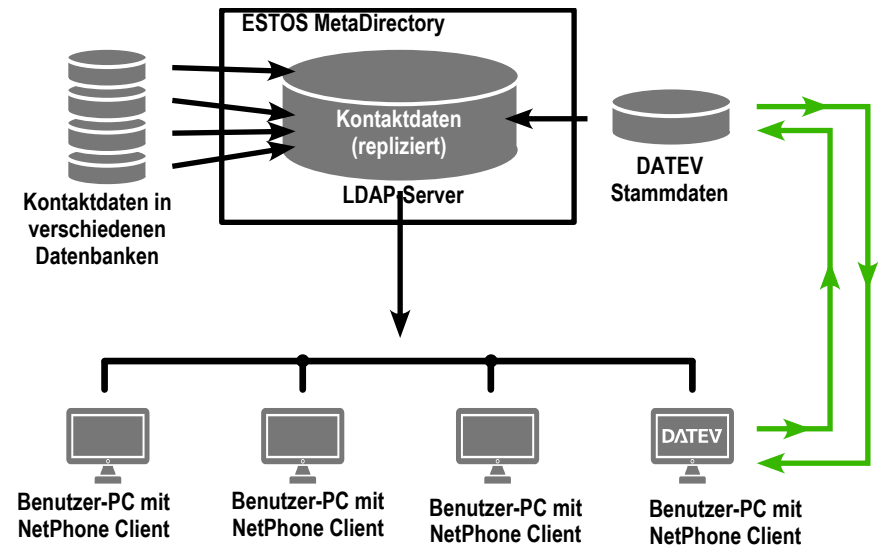 ESTOS MetaDirectory
Kontaktdaten
(repliziert)
LDAP-Server
Kontaktdaten in
verschiedenen
Datenbanken
DATEV
Stammdaten
DATEV
Benutzer-PC mit
NetPhone Client
Benutzer-PC mit
NetPhone Client
Benutzer-PC mit
NetPhone Client
Benutzer-PC mit
NetPhone Client